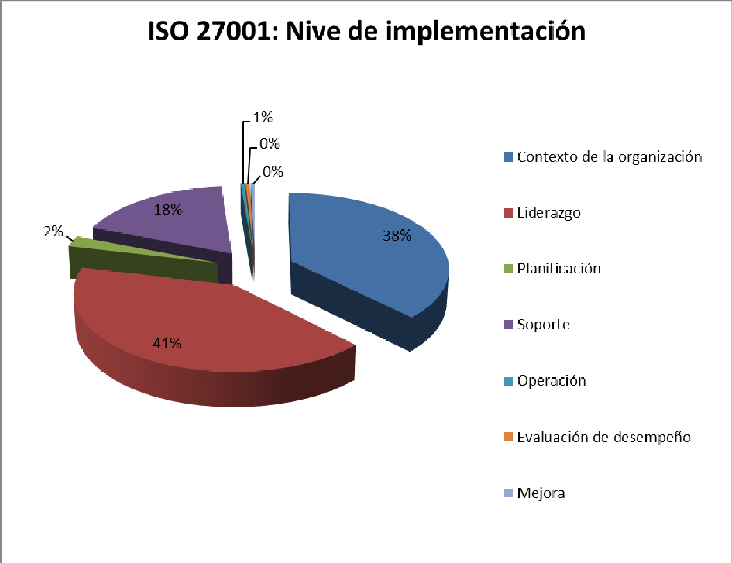 ISO 27001: Nive de implementación
1%
0%
0%
18%
38%
2%
41%
Contexto de la organización
Liderazgo
Planificación
Soporte
Operación
Evaluación de desempeño
Mejora